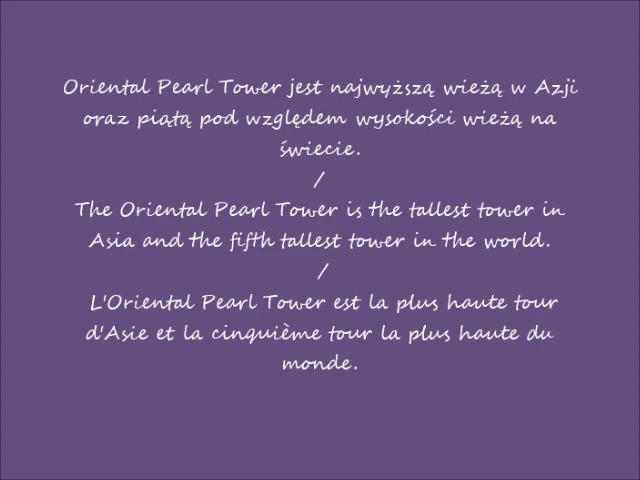 Oriental Pearl Tower jest najwyższą wieżą w Azji
oraz piątą pod względem wysokości wieżą na
świecie.
/
The Oriental Pearl Tower is the tallest tower in
Asia and the fifth tallest tower in the world.
/
L'Oriental Pearl Tower est la plus haute tour
d'Asie et la cinquième tour la plus haute du
monde.